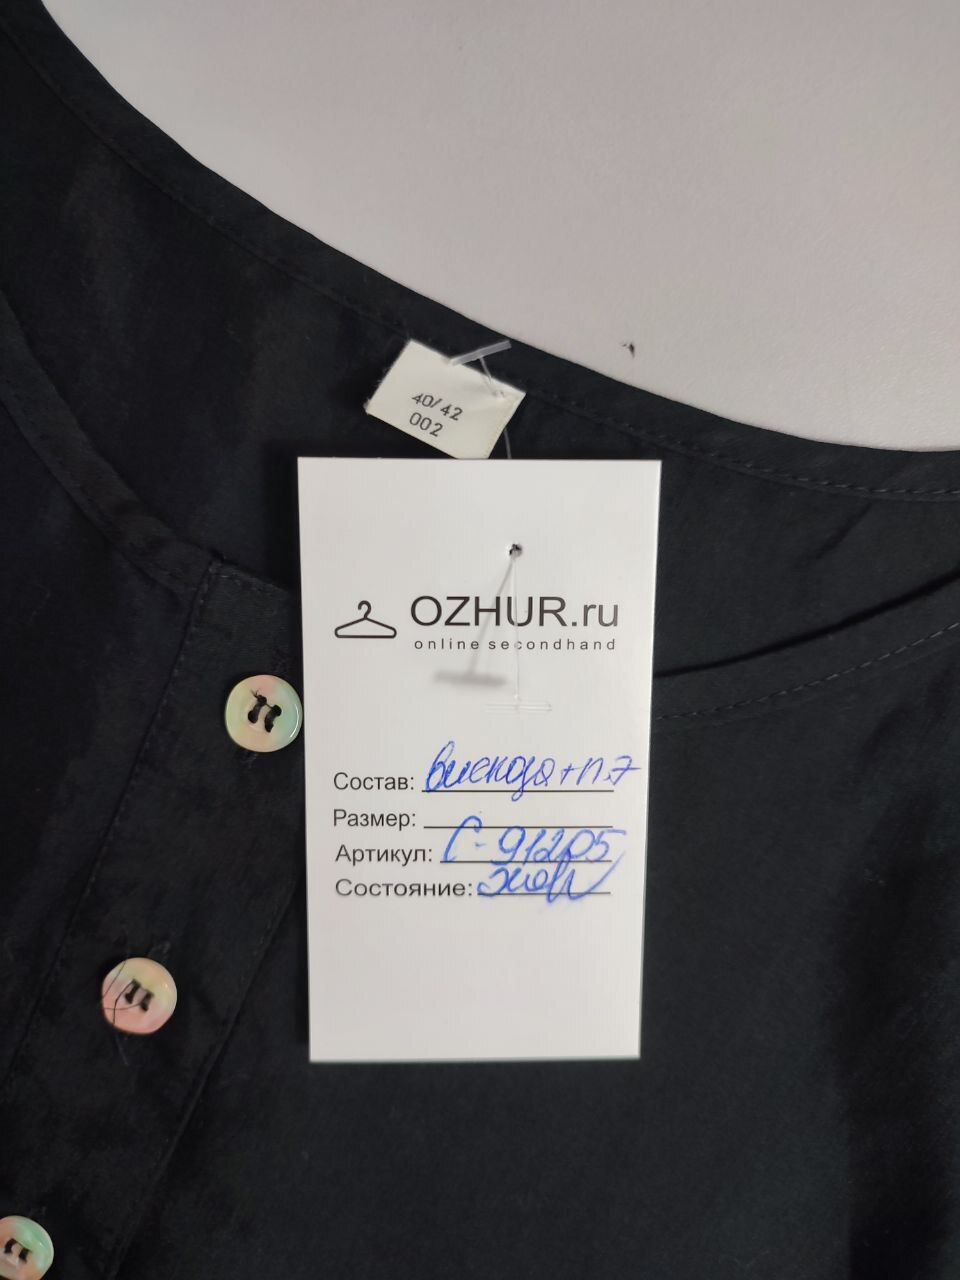 40/42
002
OZHUR.ru
online secondhand
Состав: вискоза+п.э
Размер:
Артикул: С-91205
Состояние: